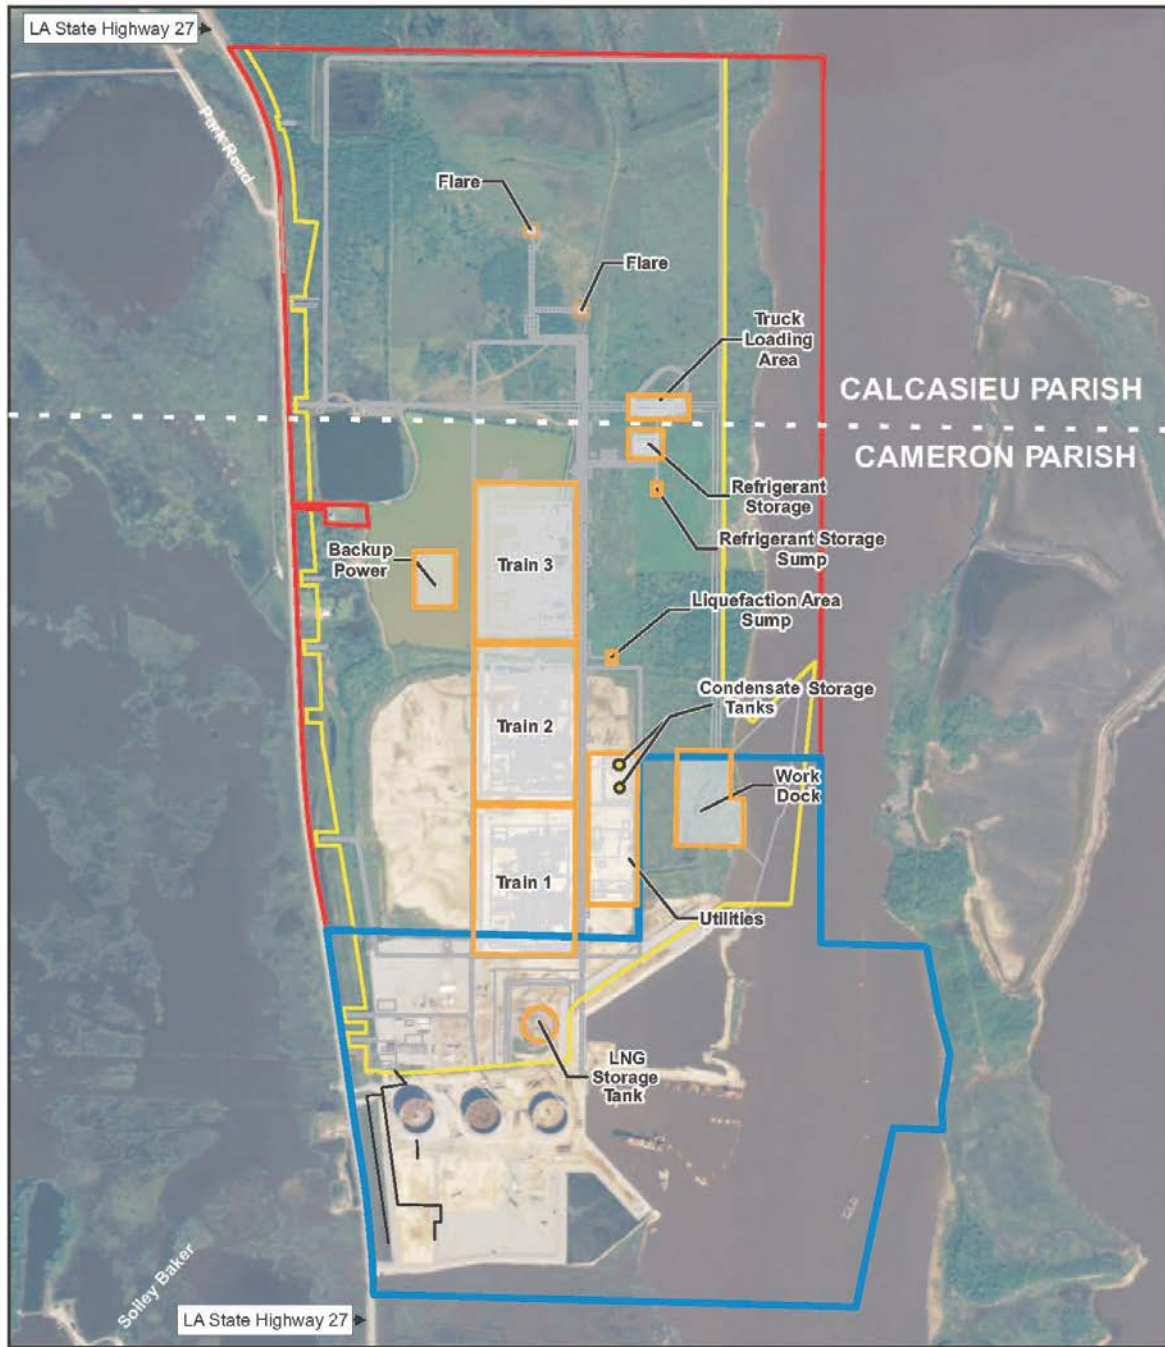 LA State Highway 27
Park Road
Flare
Flare
Truck
Loading
Area
CALCASIEU PARISH
CAMERON PARISH
Refrigerant
Storage
Refrigerant Storage
Sump
Backup
Power
Train 3
Liquefaction Area
Sump
Condensate Storage
Tanks
Train 2
Work
Dock
Train 1
Utilities
LNG
Storage
Tank
Solley Baker
LA State Highway 27